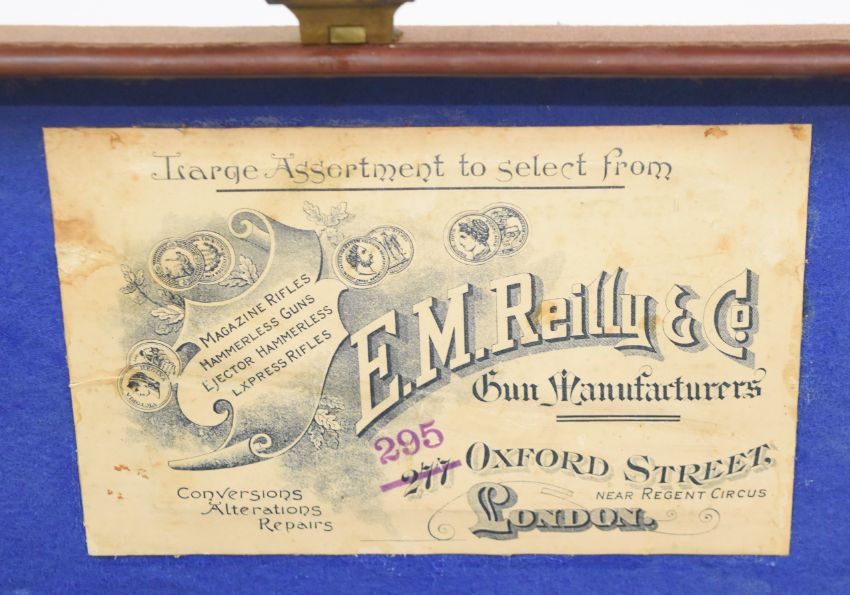 Large Assortment to select from
MAGAZINE RIFLES
HAMMERLESS GUNS
EJECTOR HAMMERLESS
EXPRESS RIFLES
E.M. Reilly & Co.
Gun Manufacturers
295
277 OXFORD STREET,
NEAR REGENT CIRCUS
LONDON.
Conversions
Alterations
Repairs